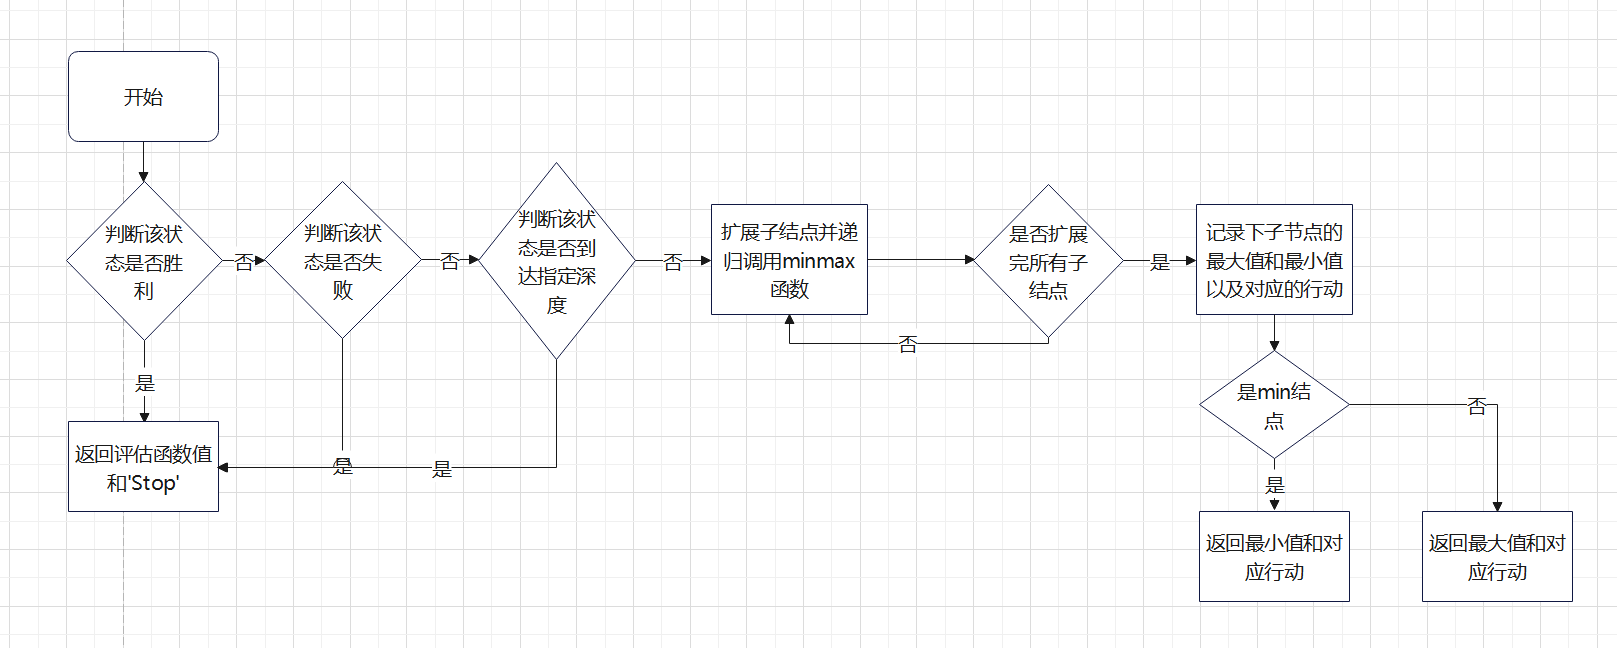 开始
判断该状
态是否胜
利
否
判断该状
态是否失
败
否
判断该状
态是否到
达指定深
度
否
扩展子结点并递
归调用minmax
函数
是否扩展
完所有子
结点
是
记录下子节点的
最大值和最小值
以及对应的行动
否
是
是min结
点
否
返回评估函数值
和'Stop'
是
是
是
返回最小值和对
应行动
返回最大值和对
应行动